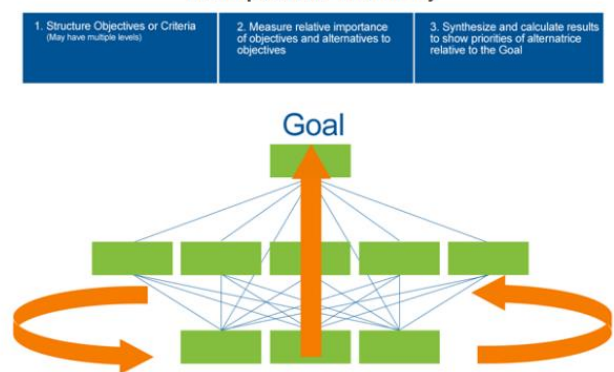 1. Structure Objectives or Criteria
(May have multiple levels)
2. Measure relative importance
of objectives and alternatives to
objectives
3. Synthesize and calculate results
to show priorities of alternatrice
relative to the Goal
Goal